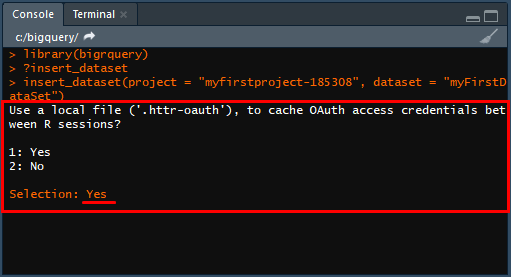 Console Terminal
c:/bigquery/
> library(bigrquery)
> ?insert_dataset
> insert_dataset(project = "myfirstproject-185308", dataset = "myFirstD
ataSet")
Use a local file ('.httr-oauth'), to cache OAuth access credentials bet
ween R sessions?
1: Yes
2: No
Selection: Yes